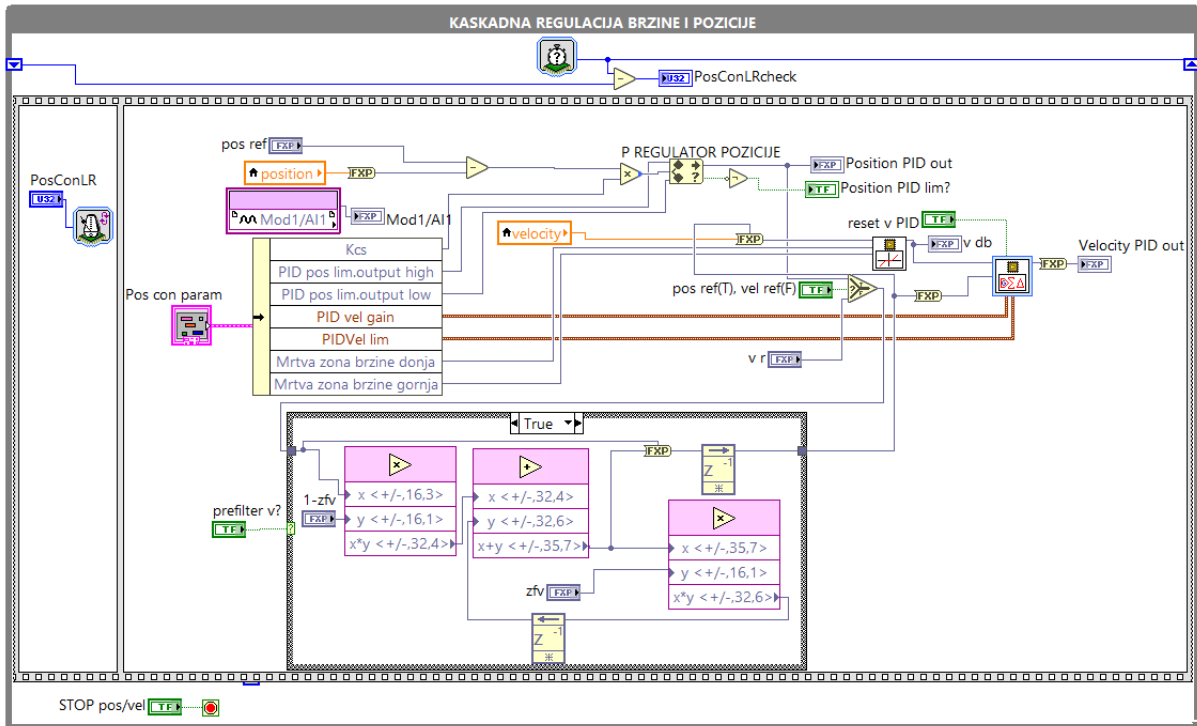 KASKADNA REGULACIJA BRZINE I POZICIJE
?
U32 PosConLRcheck
PosConLR
U32
pos ref FXP
position
FXP
P REGULATOR POZICIJE
?
FXP Position PID out
TF Position PID lim?
Mod1/AI1
FXP Mod1/AI1
velocity
FXP
reset v PID TF
FXP v db
Velocity PID out
FXP
FXP
Pos con param
Kcs
PID pos lim.output high
PID pos lim.output low
PID vel gain
PIDVel lim
Mrtva zona brzine donja
Mrtva zona brzine gornja
pos ref(T), vel ref(F) TF
FXP
v r FXP
True
prefilter v?
TF
?
1-zfv
FXP
x <+/-,16,3>
y <+/-,16,1>
x*y <+/-,32,4>
x <+/-,32,4>
y <+/-,32,6>
x+y <+/-,35,7>
FXP
Z -1
x <+/-,35,7>
y <+/-,16,1>
x*y <+/-,32,6>
zfv FXP
Z -1
STOP pos/vel TF